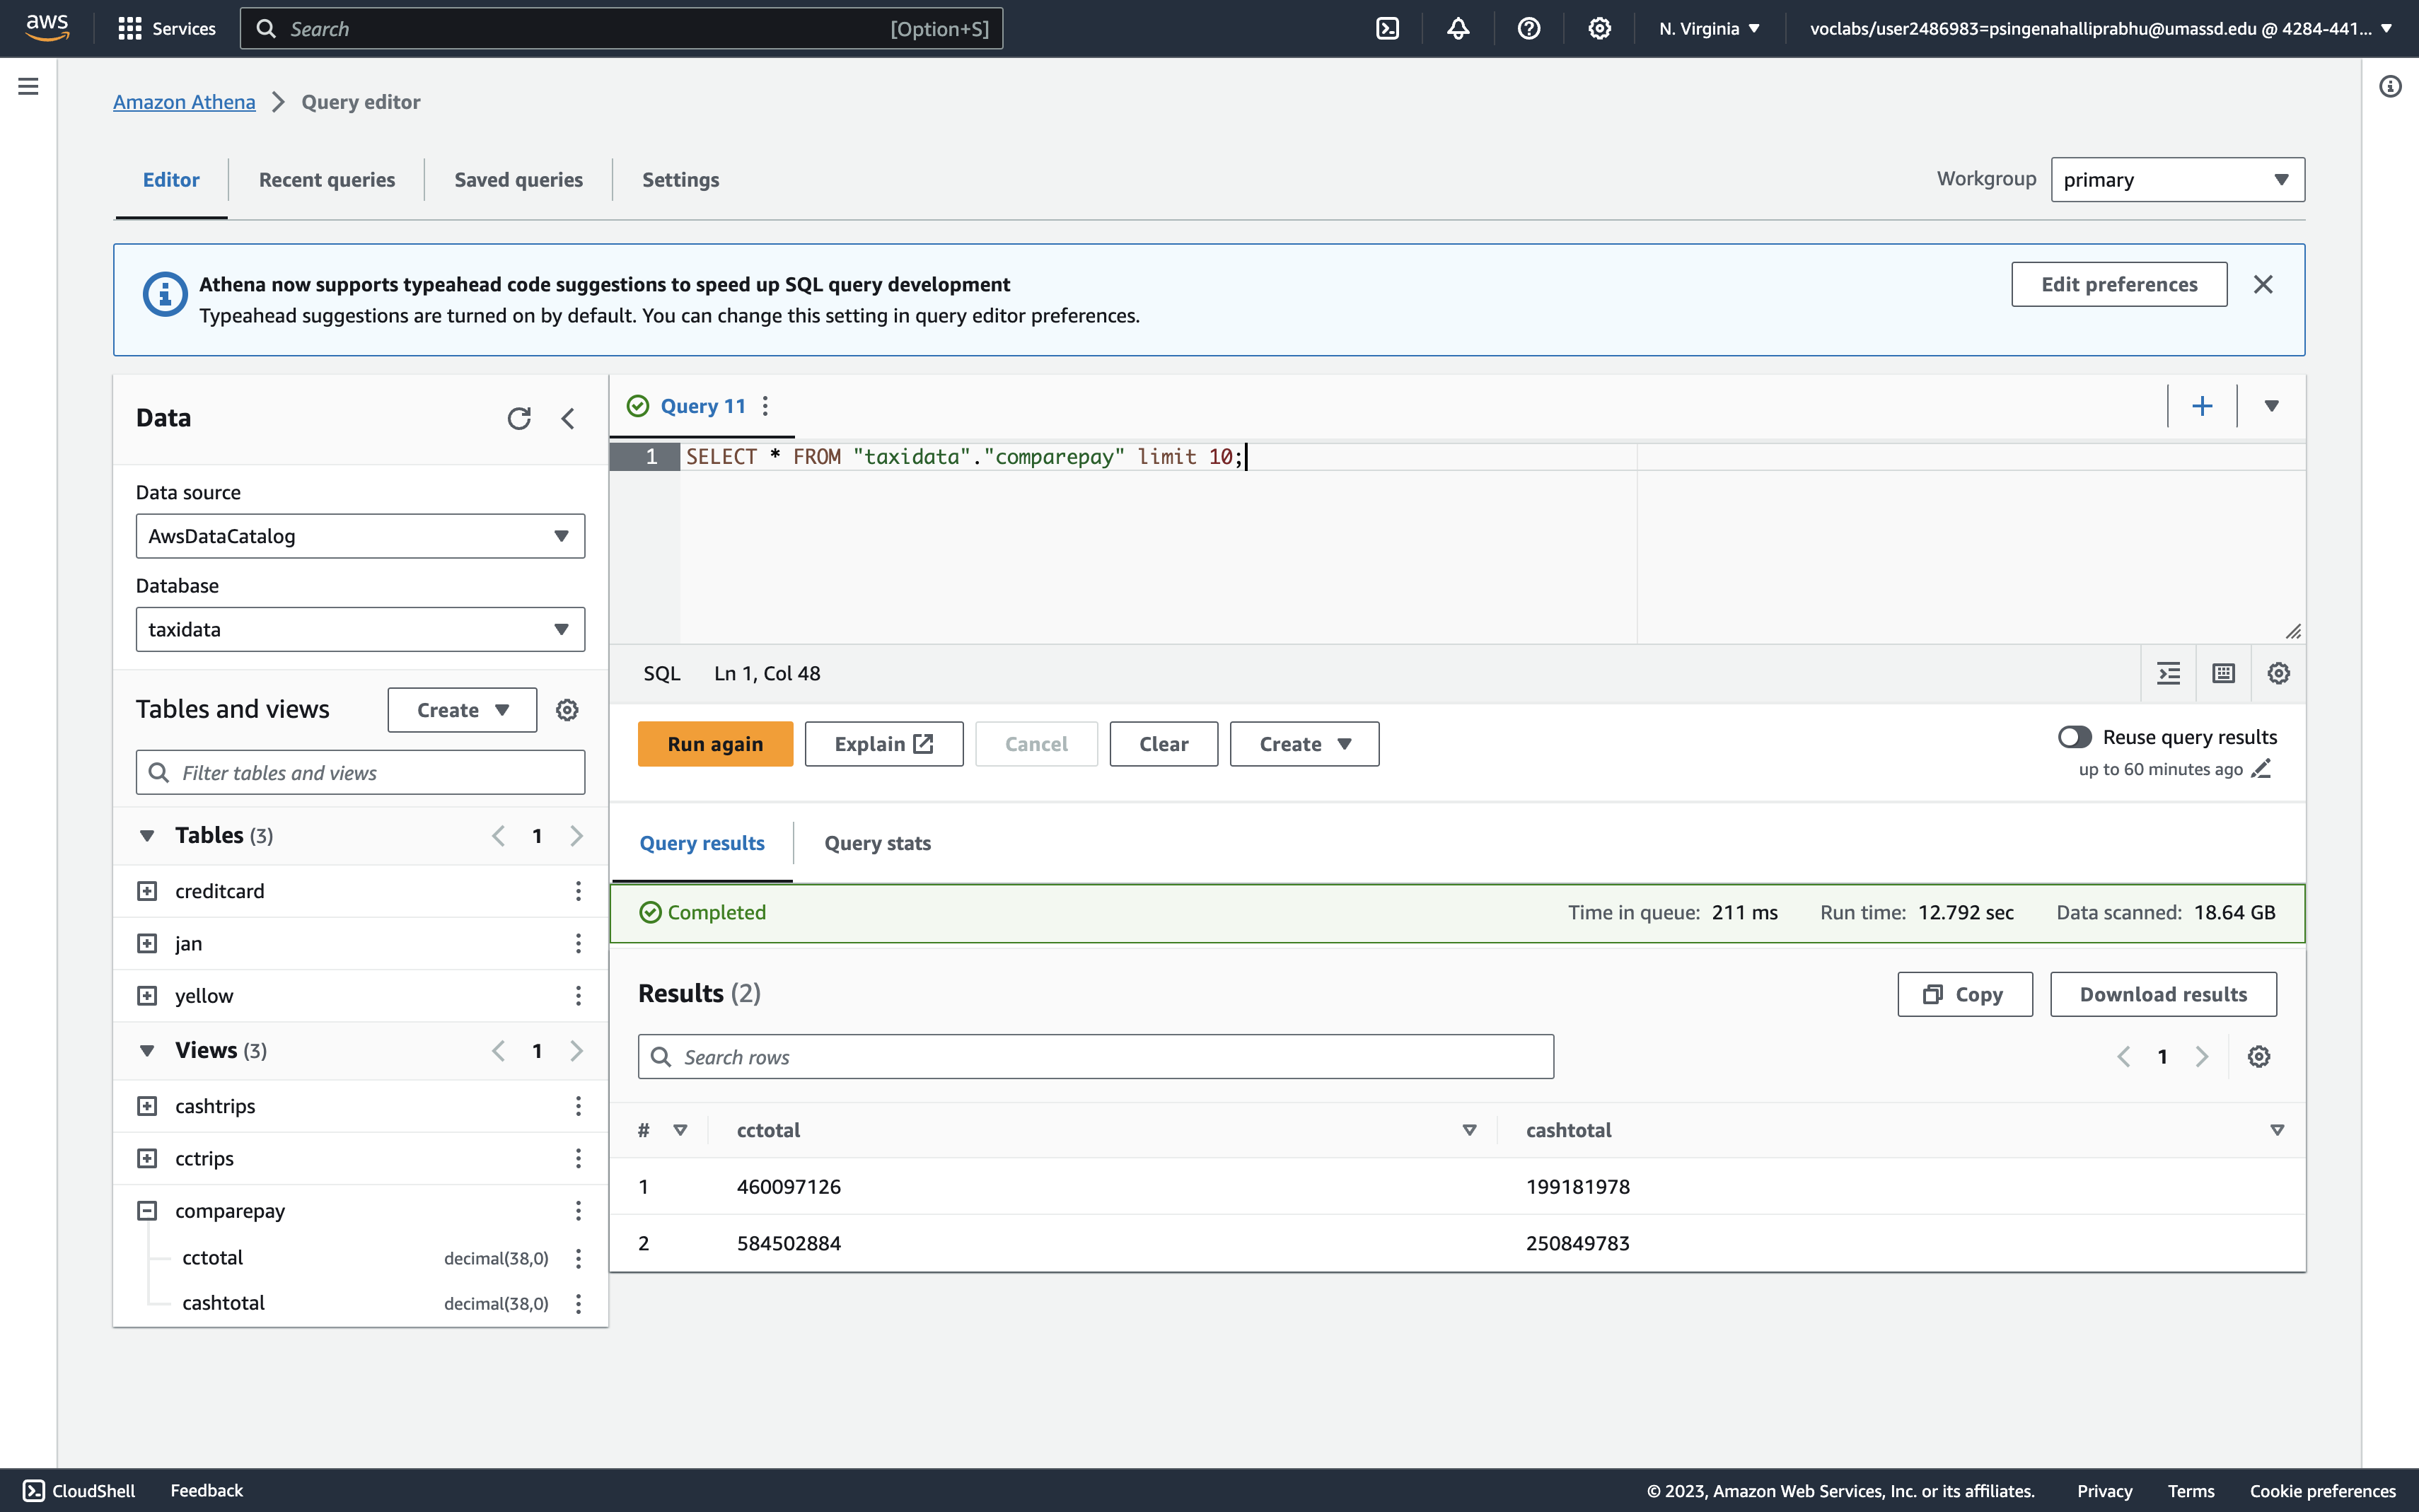 aws Services Search [Option+S] N. Virginia voclabs/user2486983=psingenahalliprabhu@umassd.edu @ 4284-441...
Amazon Athena Query editor
Editor Recent queries Saved queries Settings Workgroup primary
Athena now supports typeahead code suggestions to speed up SQL query development
Typeahead suggestions are turned on by default. You can change this setting in query editor preferences.
Edit preferences
Data
Data source
AwsDataCatalog
Database
taxidata
Tables and views Create
Filter tables and views
Tables (3) 1
creditcard
jan
yellow
Views (3) 1
cashtrips
cctrips
comparepay
cctotal decimal(38,0)
cashtotal decimal(38,0)
Query 11
1 SELECT * FROM "taxidata"."comparepay" limit 10;
SQL Ln 1, Col 48
Run again Explain Cancel Clear Create
Reuse query results
up to 60 minutes ago
Query results Query stats
Completed Time in queue: 211 ms Run time: 12.792 sec Data scanned: 18.64 GB
Results (2) Copy Download results
Search rows 1
# cctotal cashtotal
1 460097126 199181978
2 584502884 250849783
CloudShell Feedback © 2023, Amazon Web Services, Inc. or its affiliates. Privacy Terms Cookie preferences